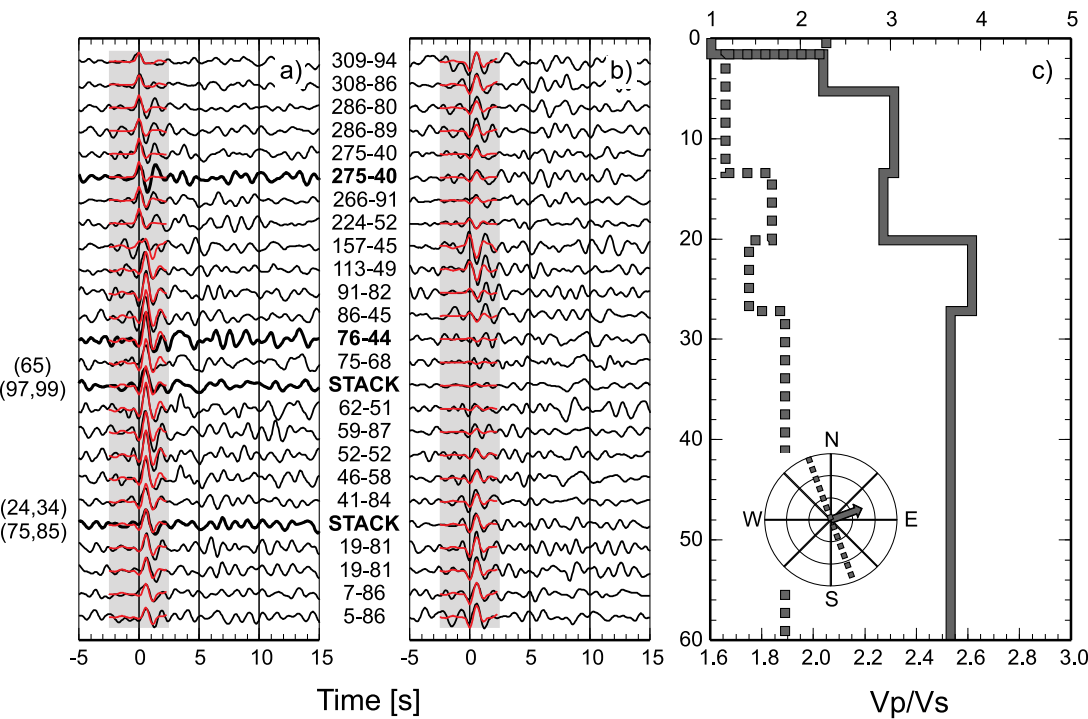 1 2 3 4 5
a) b) c)
309-94
308-86
286-80
286-89
275-40
275-40
266-91
224-52
157-45
113-49
91-82
86-45
76-44
75-68
(65)
(97,99)
STACK
62-51
59-87
52-52
46-58
41-84
(24,34)
(75,85)
STACK
19-81
19-81
7-86
5-86
-5 0 5 10 15
-5 0 5 10 15
0
10
20
30
40
50
60
N
W E
S
1.6 1.8 2.0 2.2 2.4 2.6 2.8 3.0
Time [s]
Vp/Vs